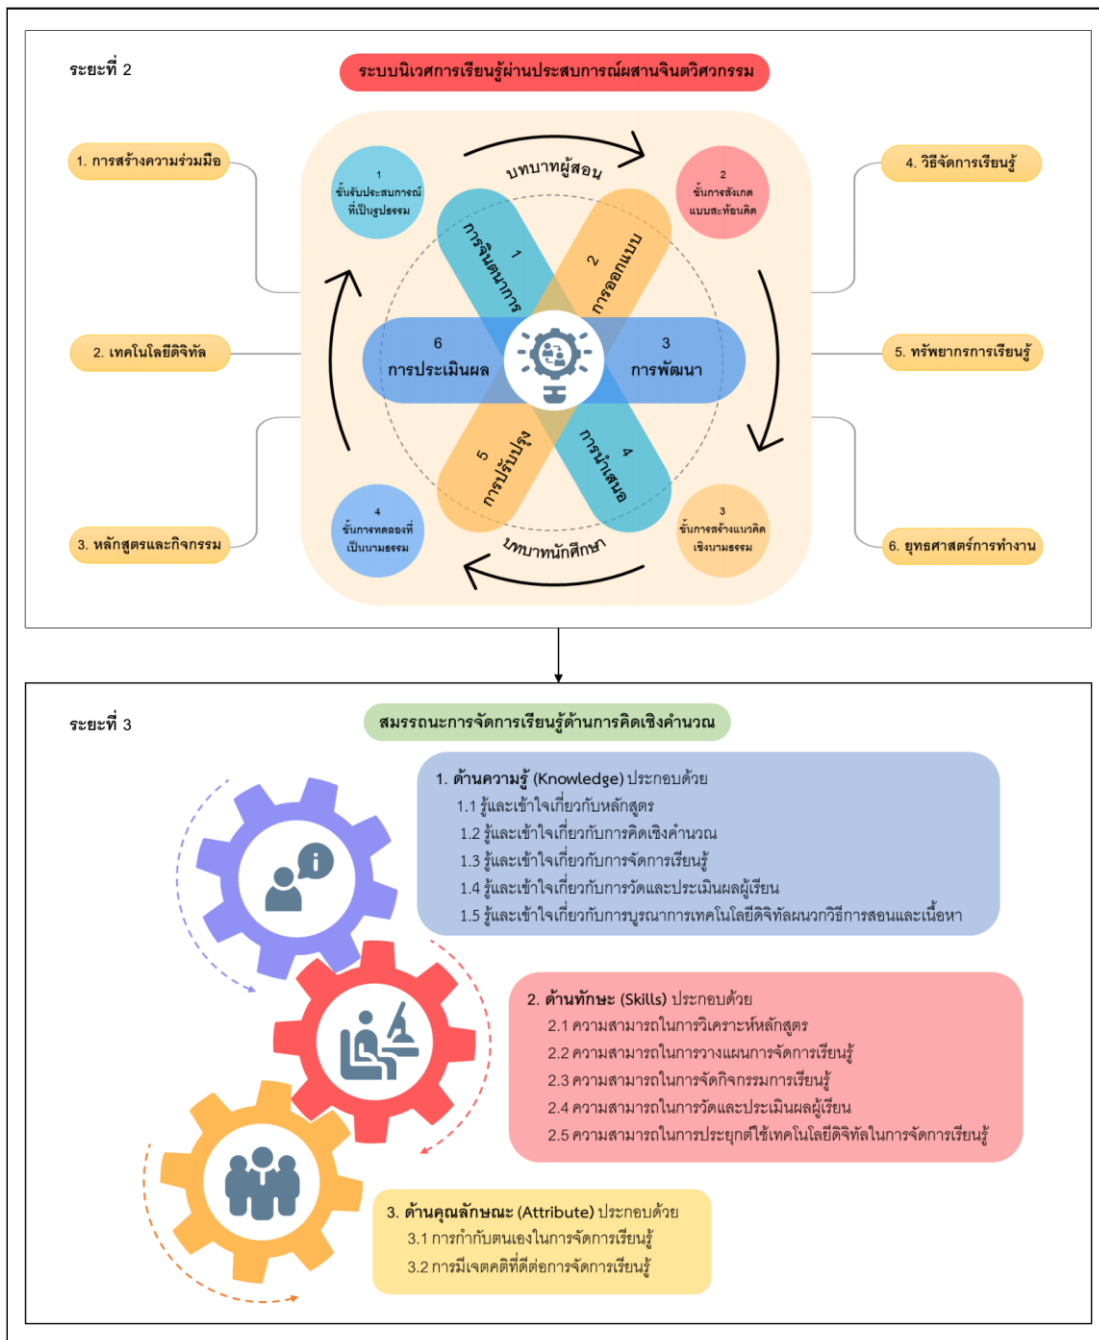 ระยะที่ 2
ระบบนิเวศการเรียนรู้ผ่านประสบการณ์ผสานจินตวิศวกรรม
1. การสร้างความร่วมมือ
2. เทคโนโลยีดิจิทัล
3. หลักสูตรและกิจกรรม
4. วิธีจัดการเรียนรู้
5. ทรัพยากรการเรียนรู้
6. ยุทธศาสตร์การทำงาน
บทบาทผู้สอน
1
ขั้นรับประสบการณ์
ที่เป็นรูปธรรม
2
ขั้นการสังเกต
แบบสะท้อนคิด
3
ขั้นการสร้างแนวคิด
เชิงนามธรรม
4
ขั้นการทดลองที่
เป็นนามธรรม
1
การจินตนาการ
2
การออกแบบ
3
การพัฒนา
4
การนำเสนอ
5
การปรับปรุง
6
การประเมินผล
บทบาทนักศึกษา
ระยะที่ 3
สมรรถนะการจัดการเรียนรู้ด้านการคิดเชิงคำนวณ
1. ด้านความรู้ (Knowledge) ประกอบด้วย
1.1 รู้และเข้าใจเกี่ยวกับหลักสูตร
1.2 รู้และเข้าใจเกี่ยวกับการคิดเชิงคำนวณ
1.3 รู้และเข้าใจเกี่ยวกับการจัดการเรียนรู้
1.4 รู้และเข้าใจเกี่ยวกับการวัดและประเมินผลผู้เรียน
1.5 รู้และเข้าใจเกี่ยวกับการบูรณาการเทคโนโลยีดิจิทัลผนวกวิธีการสอนและเนื้อหา
2. ด้านทักษะ (Skills) ประกอบด้วย
2.1 ความสามารถในการวิเคราะห์หลักสูตร
2.2 ความสามารถในการวางแผนการจัดการเรียนรู้
2.3 ความสามารถในการจัดกิจกรรมการเรียนรู้
2.4 ความสามารถในการวัดและประเมินผลผู้เรียน
2.5 ความสามารถในการประยุกต์ใช้เทคโนโลยีดิจิทัลในการจัดการเรียนรู้
3. ด้านคุณลักษณะ (Attribute) ประกอบด้วย
3.1 การกำกับตนเองในการจัดการเรียนรู้
3.2 การมีเจตคติที่ดีต่อการจัดการเรียนรู้